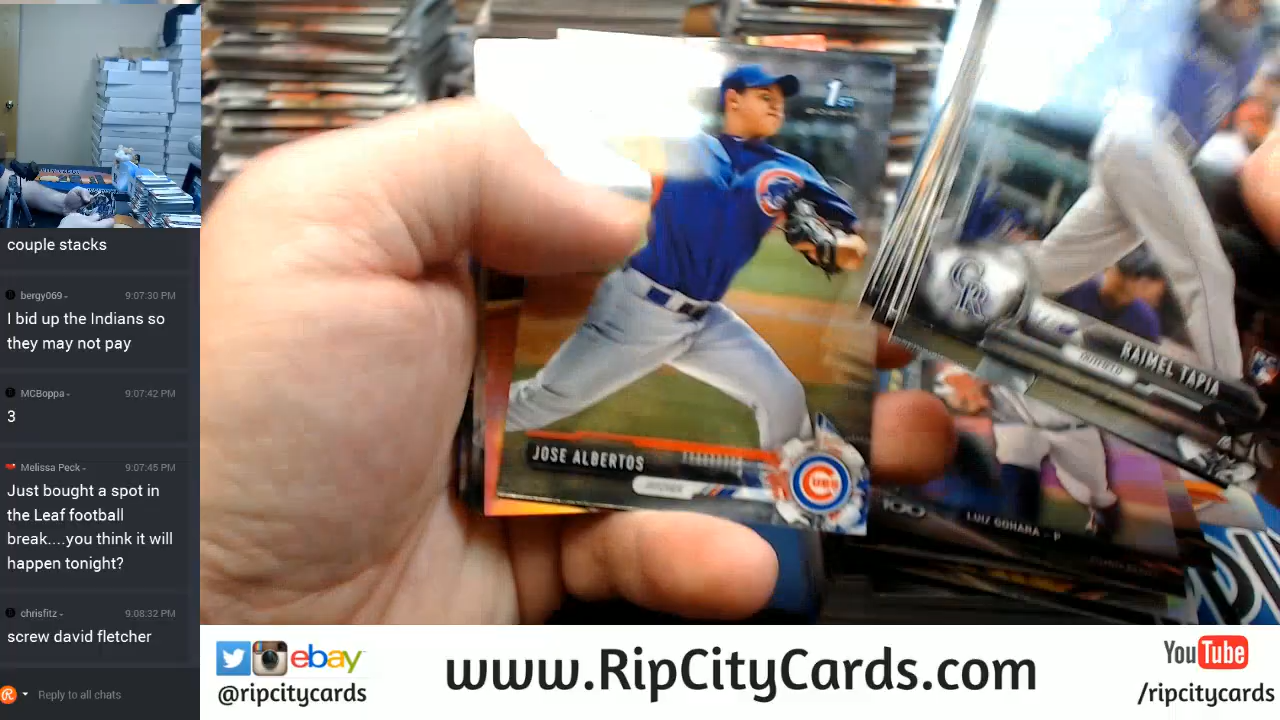 couple stacks
bergy069 - 9:07:30 PM
I bid up the Indians so
they may not pay
MCBoppa - 9:07:42 PM
3
Melissa Peck - 9:07:45 PM
Just bought a spot in
the Leaf football
break....you think it will
happen tonight?
chrisfitz - 9:08:32 PM
screw david fletcher
Reply to all chats
1ST
JOSE ALBERTOS
PITCHER
CUBS
CR
RAIMEL TAPIA
OUTFIELD
LUIZ GOHARA - P
100
ebay
@ripcitycards
www.RipCityCards.com
YouTube
/ripcitycards